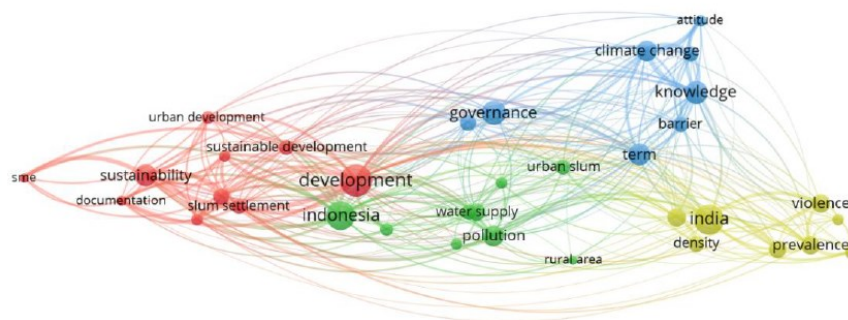 attitude
climate change
knowledge
governance
barrier
urban development
sustainable development
term
urban slum
sme
sustainability
development
documentation
slum settlement
indonesia
water supply
pollution
india
violence
density
prevalence
rural area